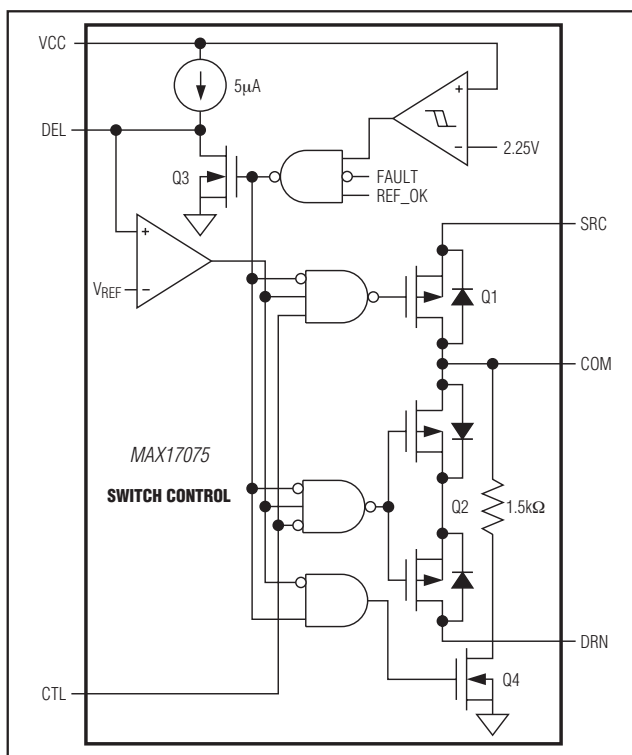 VCC
5μA
DEL
2.25V
Q3
FAULT
REF_OK
SRC
VREF
Q1
COM
MAX17075
SWITCH CONTROL
Q2
1.5kΩ
DRN
CTL
Q4